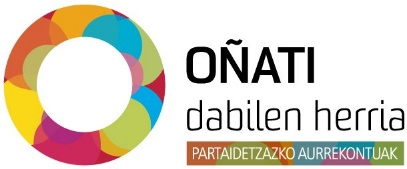 OÑATI
dabilen herria
PARTAIDETZAZKO AURREKONTUAK